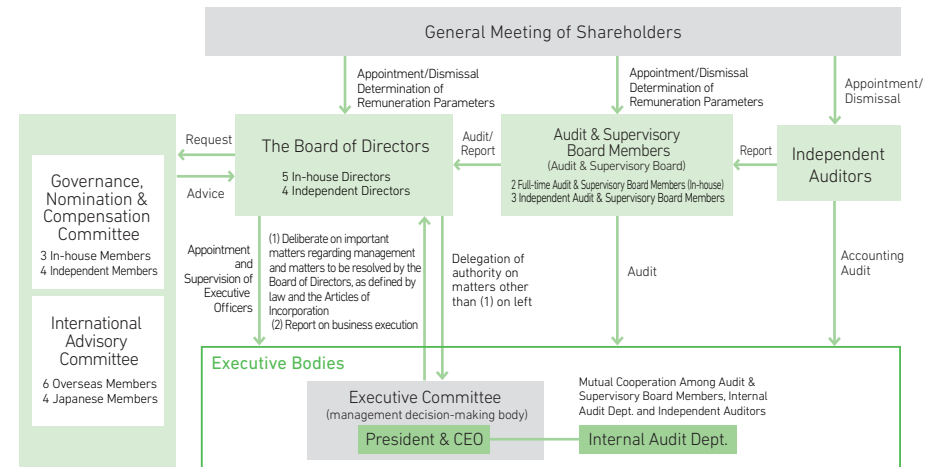 General Meeting of Shareholders
Appointment/Dismissal
Determination of
Remuneration Parameters
Appointment/Dismissal
Determination of
Remuneration Parameters
Appointment/
Dismissal
Request
Advice
The Board of Directors
5 In-house Directors
4 Independent Directors
Audit/
Report
Audit & Supervisory
Board Members
(Audit & Supervisory Board)
2 Full-time Audit & Supervisory Board Members (In-house)
3 Independent Audit & Supervisory Board Members
Report
Independent
Auditors
Governance,
Nomination &
Compensation
Committee
3 In-house Members
4 Independent Members
International
Advisory
Committee
6 Overseas Members
4 Japanese Members
Appointment
and
Supervision of
Executive
Officers
(1) Deliberate on important
matters regarding management
and matters to be resolved by the
Board of Directors, as defined by
law and the Articles of
Incorporation
(2) Report on business execution
Delegation of
authority on
matters other
than (1) on left
Audit
Accounting
Audit
Executive Bodies
Executive Committee
(management decision-making body)
President & CEO
Mutual Cooperation Among Audit &
Supervisory Board Members, Internal
Audit Dept. and Independent Auditors
Internal Audit Dept.